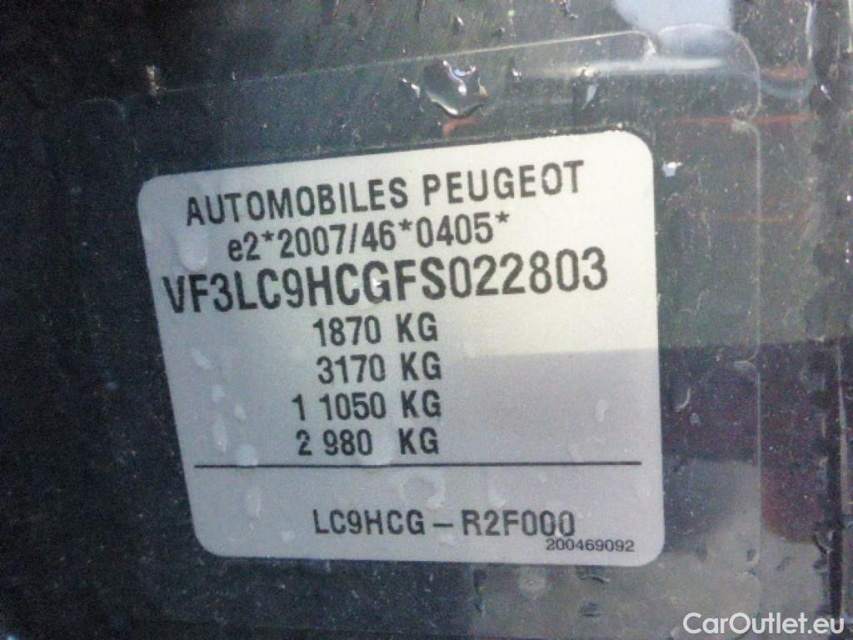 AUTOMOBILES PEUGEOT
e2*2007/46*0405*
VF3LC9HCGFS022803
1870 KG
3170 KG
1 1050 KG
2 980 KG
LC9HCG-R2F000
200469092
CarOutlet.eu